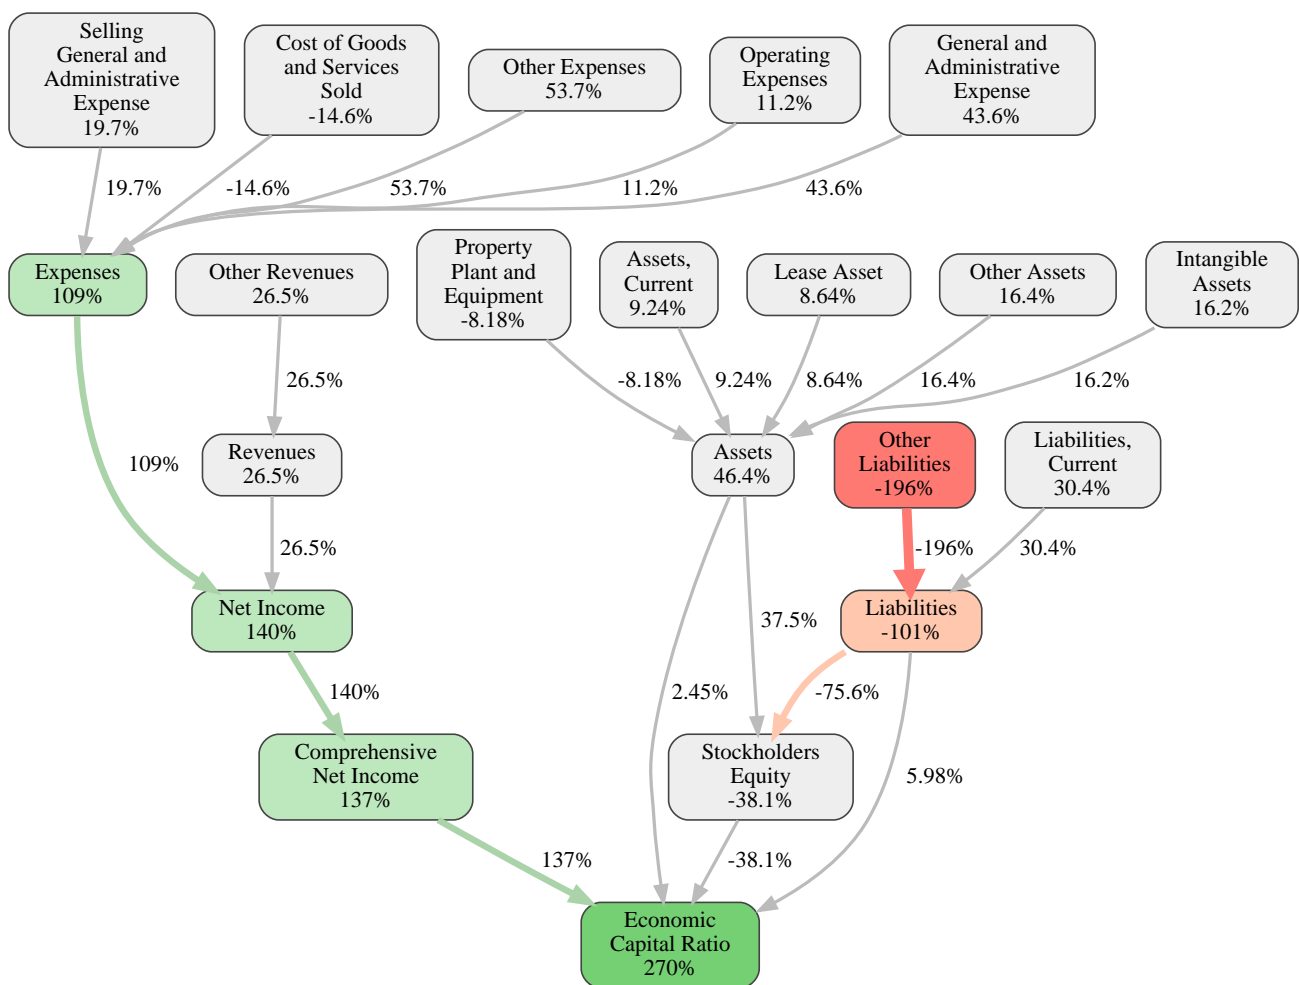 Selling
General and
Administrative
Expense
19.7%
Cost of Goods
and Services
Sold
-14.6%
Other Expenses
53.7%
Operating
Expenses
11.2%
General and
Administrative
Expense
43.6%
19.7%
-14.6%
53.7%
11.2%
43.6%
Expenses
109%
Other Revenues
26.5%
Property
Plant and
Equipment
-8.18%
Assets,
Current
9.24%
Lease Asset
8.64%
Other Assets
16.4%
Intangible
Assets
16.2%
26.5%
-8.18%
9.24%
8.64%
16.4%
16.2%
109%
Revenues
26.5%
Assets
46.4%
Other
Liabilities
-196%
Liabilities,
Current
30.4%
26.5%
-196%
30.4%
Net Income
140%
37.5%
Liabilities
-101%
140%
2.45%
-75.6%
Comprehensive
Net Income
137%
Stockholders
Equity
-38.1%
5.98%
137%
-38.1%
Economic
Capital Ratio
270%